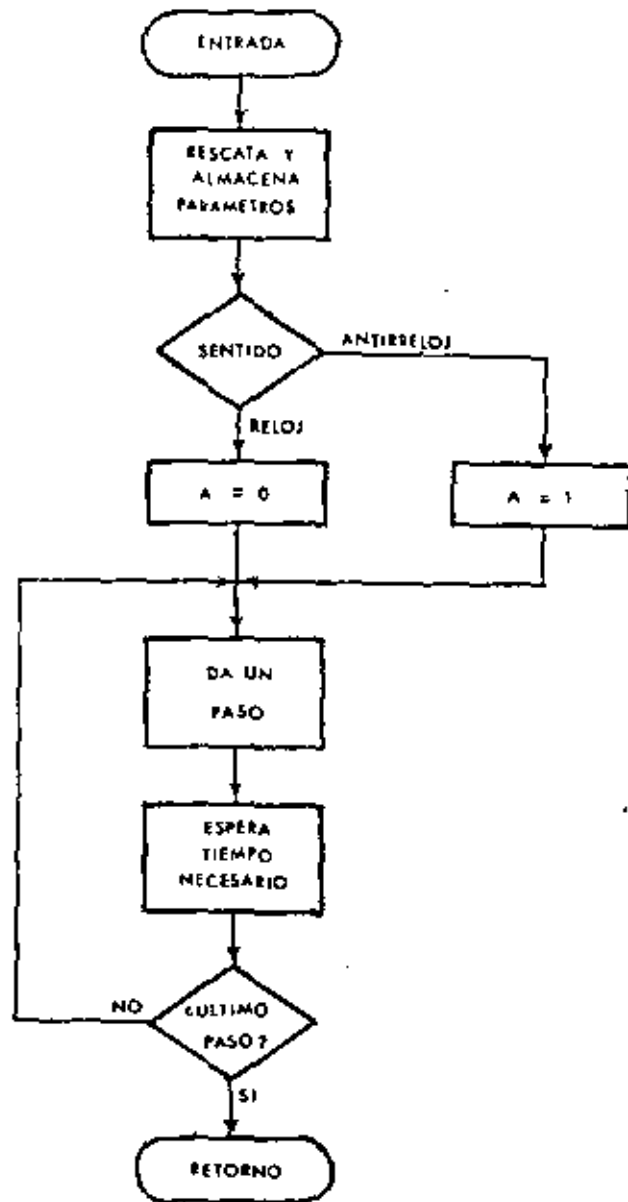 ENTRADA
RESCATA Y
ALMACENA
PARAMETROS
SENTIDO
ANTIRRELOJ
RELOJ
A = 0
A = 1
DA UN
PASO
ESPERA
TIEMPO
NECESARIO
NO
¿ULTIMO
PASO?
SI
RETORNO